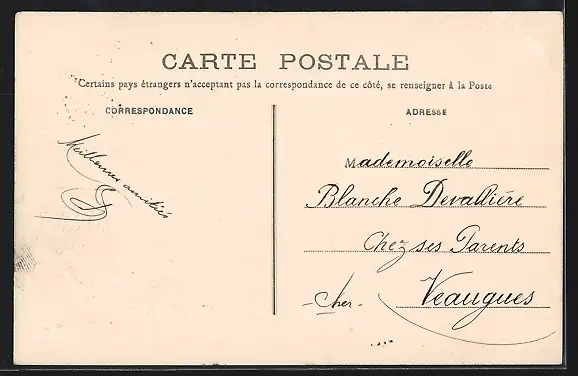 CARTE POSTALE
Certains pays étrangers n'acceptant pas la correspondance de ce côté, se renseigner à la Poste
CORRESPONDANCE
Meilleures amitiés
ADRESSE
Mademoiselle
Blanche Devallière
Chez ses Parents
Veaugues
- Cher -